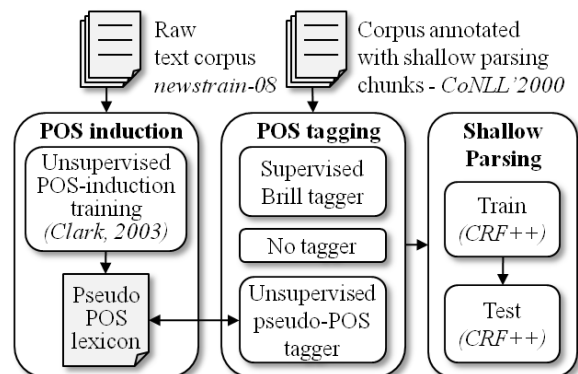 Raw
text corpus
newstrain-08
Corpus annotated
with shallow parsing
chunks - CoNLL'2000
POS induction
Unsupervised
POS-induction
training
(Clark, 2003)
Pseudo
POS
lexicon
POS tagging
Supervised
Brill tagger
No tagger
Unsupervised
pseudo-POS
tagger
Shallow
Parsing
Train
(CRF++)
Test
(CRF++)